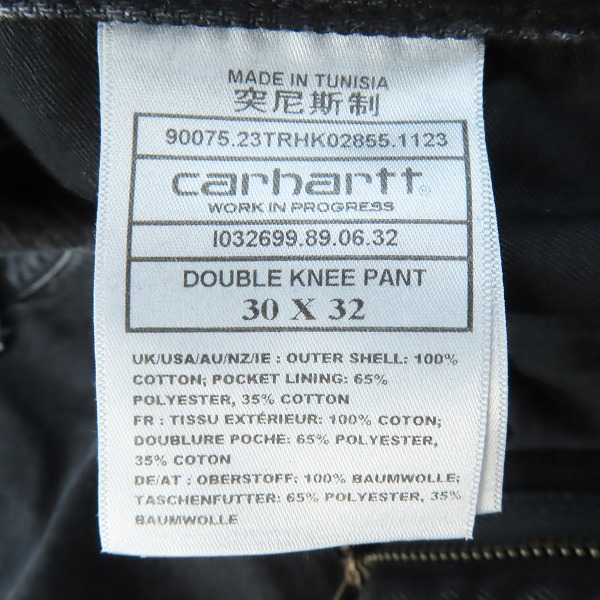 MADE IN TUNISIA
突尼斯制
90075.23TRHK02855.1123
carhartt®
WORK IN PROGRESS
I032699.89.06.32
DOUBLE KNEE PANT
30 X 32
UK/USA/AU/NZ/IE : OUTER SHELL: 100%
COTTON; POCKET LINING: 65%
POLYESTER, 35% COTTON
FR : TISSU EXTÉRIEUR: 100% COTON;
DOUBLURE POCHE: 65% POLYESTER,
35% COTON
DE/AT : OBERSTOFF: 100% BAUMWOLLE;
TASCHENFUTTER: 65% POLYESTER, 35%
BAUMWOLLE